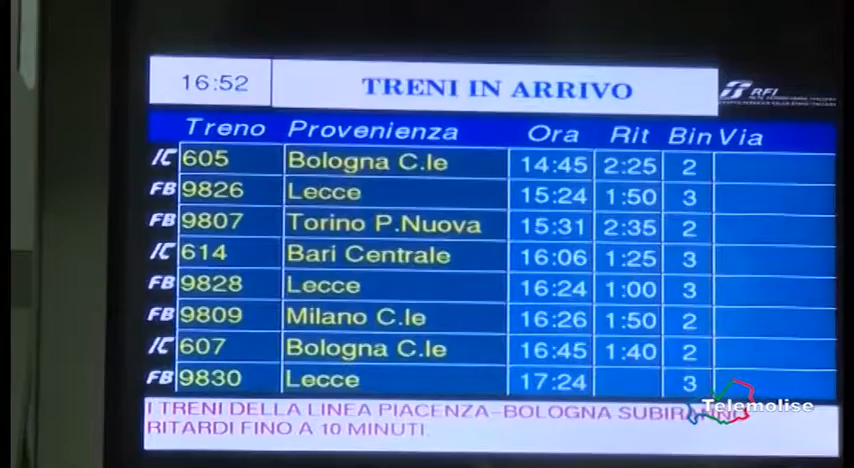 16:52 TRENI IN ARRIVO RFI
Treno Provenienza Ora Rit Bin Via
IC 605 Bologna C.le 14:45 2:25 2
FB 9826 Lecce 15:24 1:50 3
FB 9807 Torino P.Nuova 15:31 2:35 2
IC 614 Bari Centrale 16:06 1:25 3
FB 9828 Lecce 16:24 1:00 3
FB 9809 Milano C.le 16:26 1:50 2
IC 607 Bologna C.le 16:45 1:40 2
FB 9830 Lecce 17:24 3
I TRENI DELLA LINEA PIACENZA-BOLOGNA
RITARDI FINO A 10 MINUTI.
Telemolise